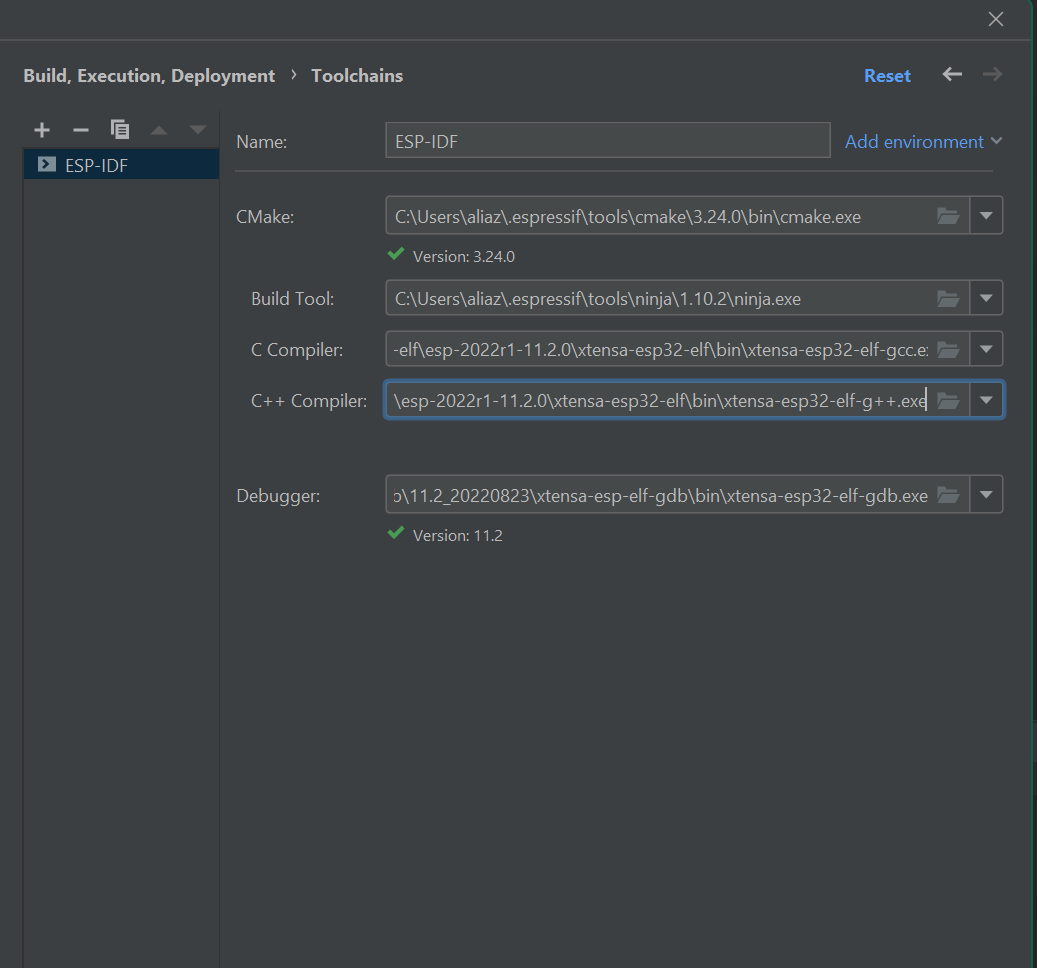 Build, Execution, Deployment › Toolchains
Reset
ESP-IDF
Name:
ESP-IDF
Add environment
CMake:
C:\Users\aliaz\.espressif\tools\cmake\3.24.0\bin\cmake.exe
Version: 3.24.0
Build Tool:
C:\Users\aliaz\.espressif\tools\ninja\1.10.2\ninja.exe
C Compiler:
-elf\esp-2022r1-11.2.0\xtensa-esp32-elf\bin\xtensa-esp32-elf-gcc.e
C++ Compiler:
\esp-2022r1-11.2.0\xtensa-esp32-elf\bin\xtensa-esp32-elf-g++.exe
Debugger:
\11.2_20220823\xtensa-esp-elf-gdb\bin\xtensa-esp32-elf-gdb.exe
Version: 11.2